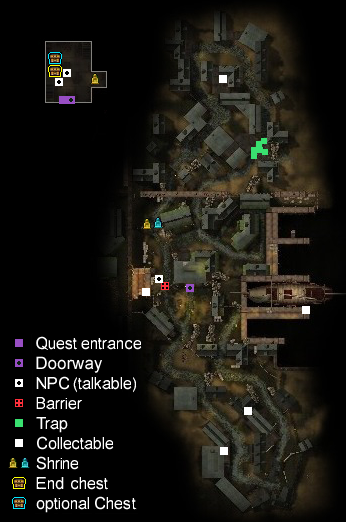 Quest entrance
Doorway
NPC (talkable)
Barrier
Trap
Collectable
Shrine
End chest
optional Chest